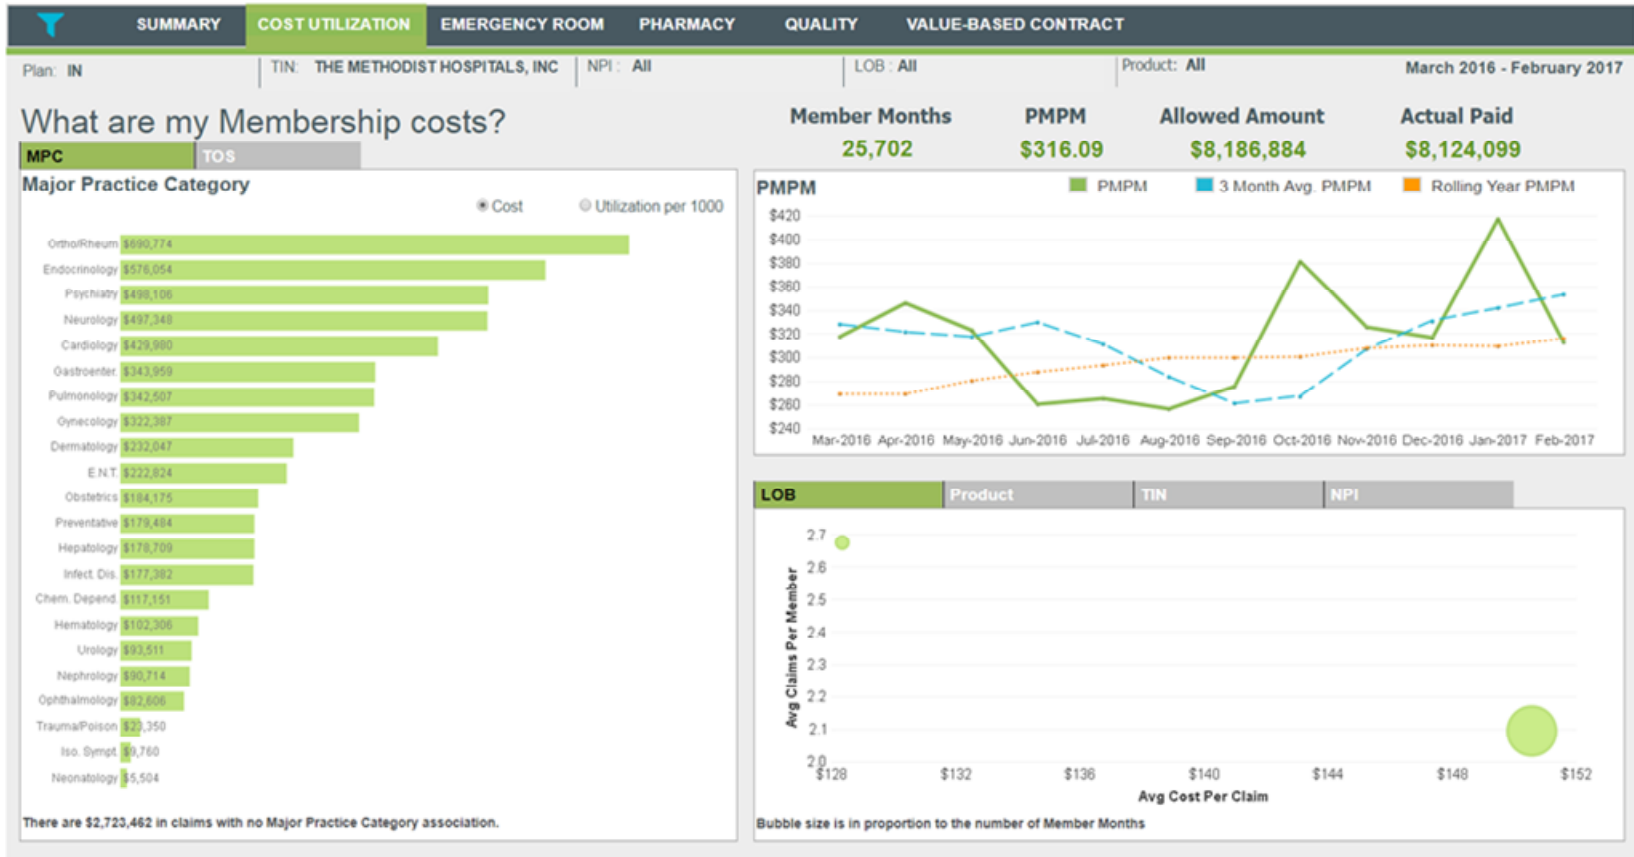 SUMMARY COST UTILIZATION EMERGENCY ROOM PHARMACY QUALITY VALUE-BASED CONTRACT
Plan: IN TIN: THE METHODIST HOSPITALS, INC NPI : All LOB : All Product: All March 2016 - February 2017
What are my Membership costs?
Member Months PMPM Allowed Amount Actual Paid
25,702 $316.09 $8,186,884 $8,124,099
MPC TOS
Major Practice Category
Cost Utilization per 1000
Ortho/Rheum $690,774
Endocrinology $576,054
Psychiatry $498,106
Neurology $497,348
Cardiology $429,980
Gastroenter. $343,959
Pulmonology $342,507
Gynecology $322,387
Dermatology $232,047
E.N.T. $222,824
Obstetrics $184,175
Preventative $179,484
Hepatology $178,709
Infect. Dis. $177,382
Chem. Depend. $117,151
Hematology $102,306
Urology $93,511
Nephrology $90,714
Ophthalmology $82,606
Trauma/Poison $23,350
Iso. Sympt. $9,760
Neonatology $5,504
There are $2,723,462 in claims with no Major Practice Category association.
PMPM
PMPM 3 Month Avg. PMPM Rolling Year PMPM
$420
$400
$380
$360
$340
$320
$300
$280
$260
$240
Mar-2016 Apr-2016 May-2016 Jun-2016 Jul-2016 Aug-2016 Sep-2016 Oct-2016 Nov-2016 Dec-2016 Jan-2017 Feb-2017
LOB Product TIN NPI
Avg Claims Per Member
2.7
2.6
2.5
2.4
2.3
2.2
2.1
2.0
$128 $132 $136 $140 $144 $148 $152
Avg Cost Per Claim
Bubble size is in proportion to the number of Member Months